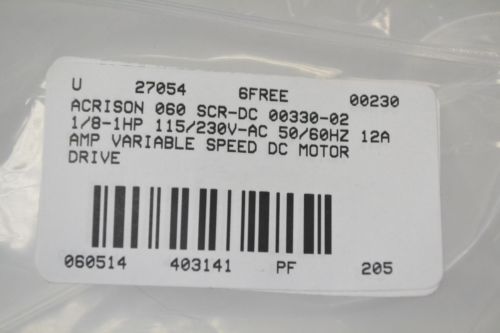 U 27054 6FREE 00230
ACRISON 060 SCR-DC 00330-02
1/8-1HP 115/230V-AC 50/60HZ 12A
AMP VARIABLE SPEED DC MOTOR
DRIVE
060514 403141 PF 205